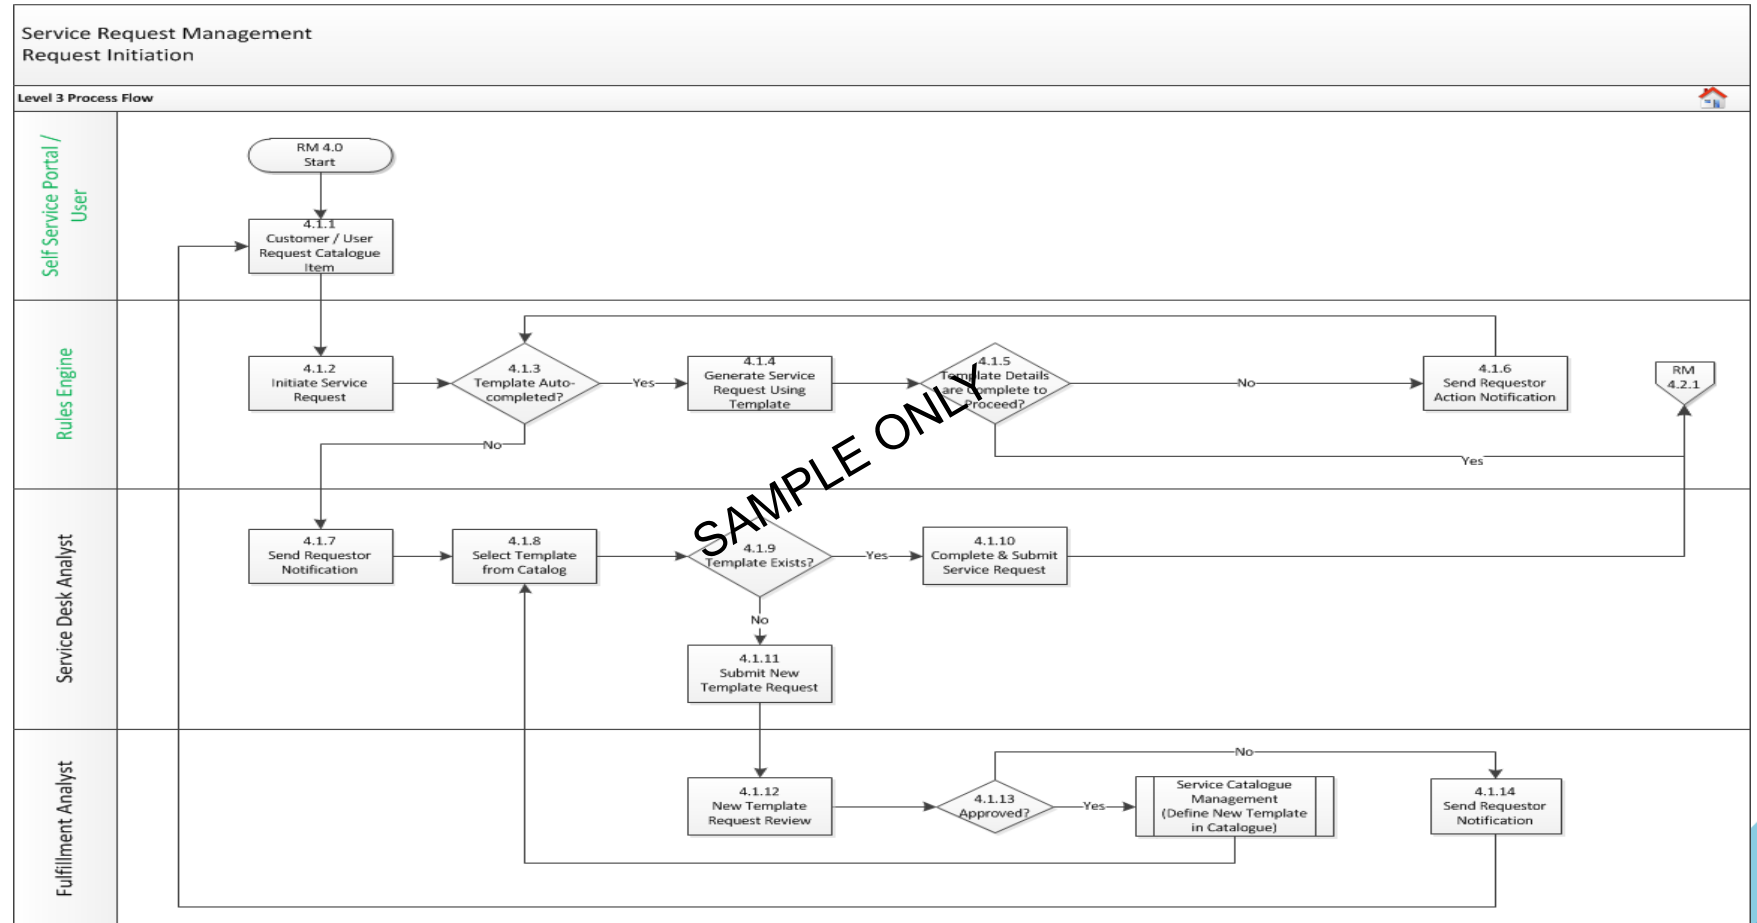 Service Request Management
Request Initiation
Level 3 Process Flow
Self Service Portal /
User
RM 4.0
Start
4.1.1
Customer / User
Request Catalogue
Item
Rules Engine
4.1.2
Initiate Service
Request
4.1.3
Template Auto-
completed?
Yes
No
4.1.4
Generate Service
Request Using
Template
4.1.5
Template Details
are Complete to
Proceed?
No
Yes
4.1.6
Send Requestor
Action Notification
RM
4.2.1
SAMPLE ONLY
Service Desk Analyst
4.1.7
Send Requestor
Notification
4.1.8
Select Template
from Catalog
4.1.9
Template Exists?
Yes
No
4.1.10
Complete & Submit
Service Request
4.1.11
Submit New
Template Request
Fulfillment Analyst
4.1.12
New Template
Request Review
4.1.13
Approved?
Yes
No
Service Catalogue
Management
(Define New Template
in Catalogue)
4.1.14
Send Requestor
Notification